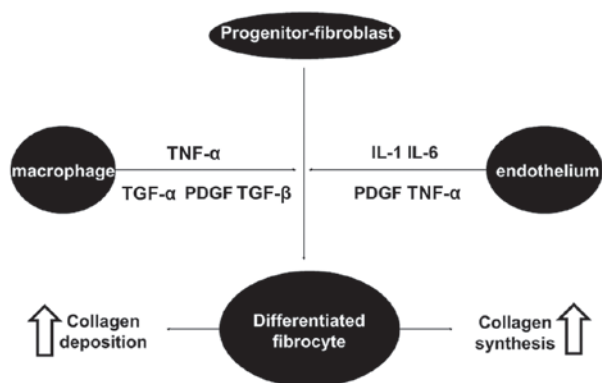 Progenitor-fibroblast
macrophage
TNF-α
TGF-α PDGF TGF-β
IL-1 IL-6
PDGF TNF-α
endothelium
Collagen
deposition
Differentiated
fibrocyte
Collagen
synthesis